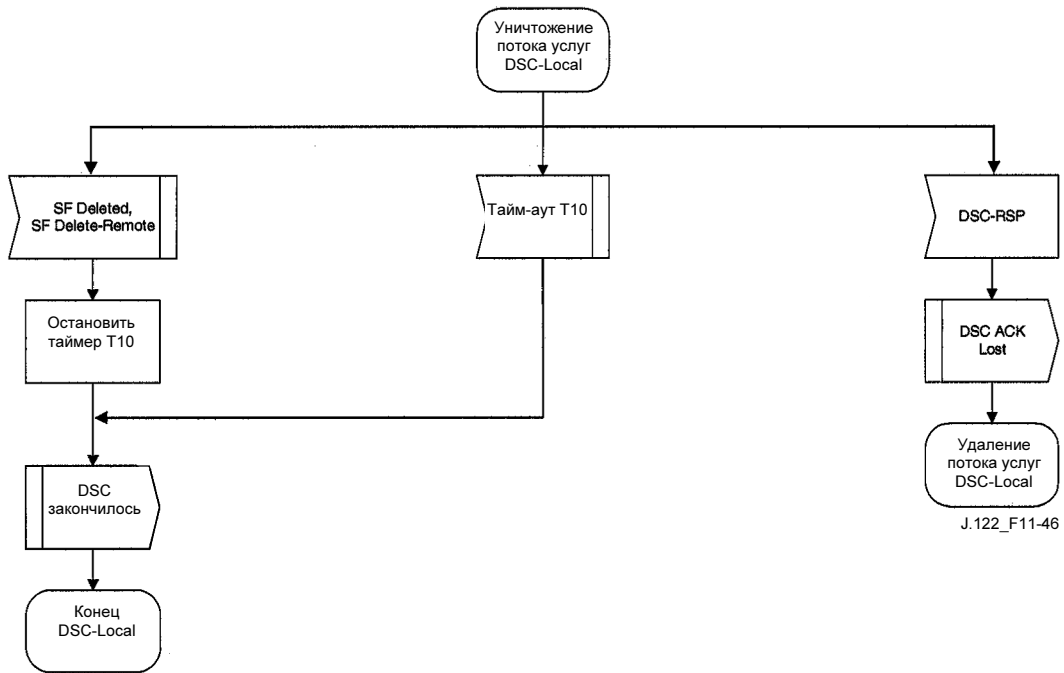 Уничтожение
потока услуг
DSC-Local
SF Deleted,
SF Delete-Remote
Тайм-аут T10
DSC-RSP
Остановить
таймер T10
DSC ACK
Lost
DSC
закончилось
Удаление
потока услуг
DSC-Local
J.122_F11-46
Конец
DSC-Local